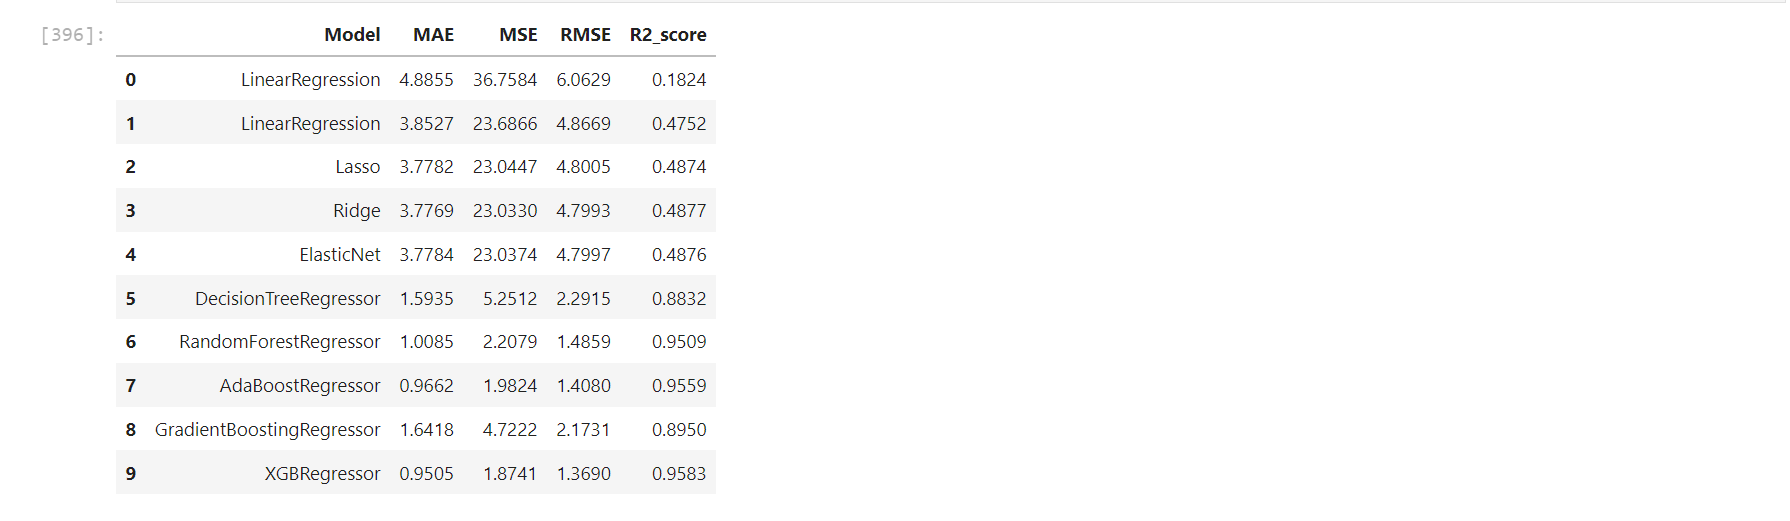 [396]:
Model MAE MSE RMSE R2_score
0 LinearRegression 4.8855 36.7584 6.0629 0.1824
1 LinearRegression 3.8527 23.6866 4.8669 0.4752
2 Lasso 3.7782 23.0447 4.8005 0.4874
3 Ridge 3.7769 23.0330 4.7993 0.4877
4 ElasticNet 3.7784 23.0374 4.7997 0.4876
5 DecisionTreeRegressor 1.5935 5.2512 2.2915 0.8832
6 RandomForestRegressor 1.0085 2.2079 1.4859 0.9509
7 AdaBoostRegressor 0.9662 1.9824 1.4080 0.9559
8 GradientBoostingRegressor 1.6418 4.7222 2.1731 0.8950
9 XGBRegressor 0.9505 1.8741 1.3690 0.9583